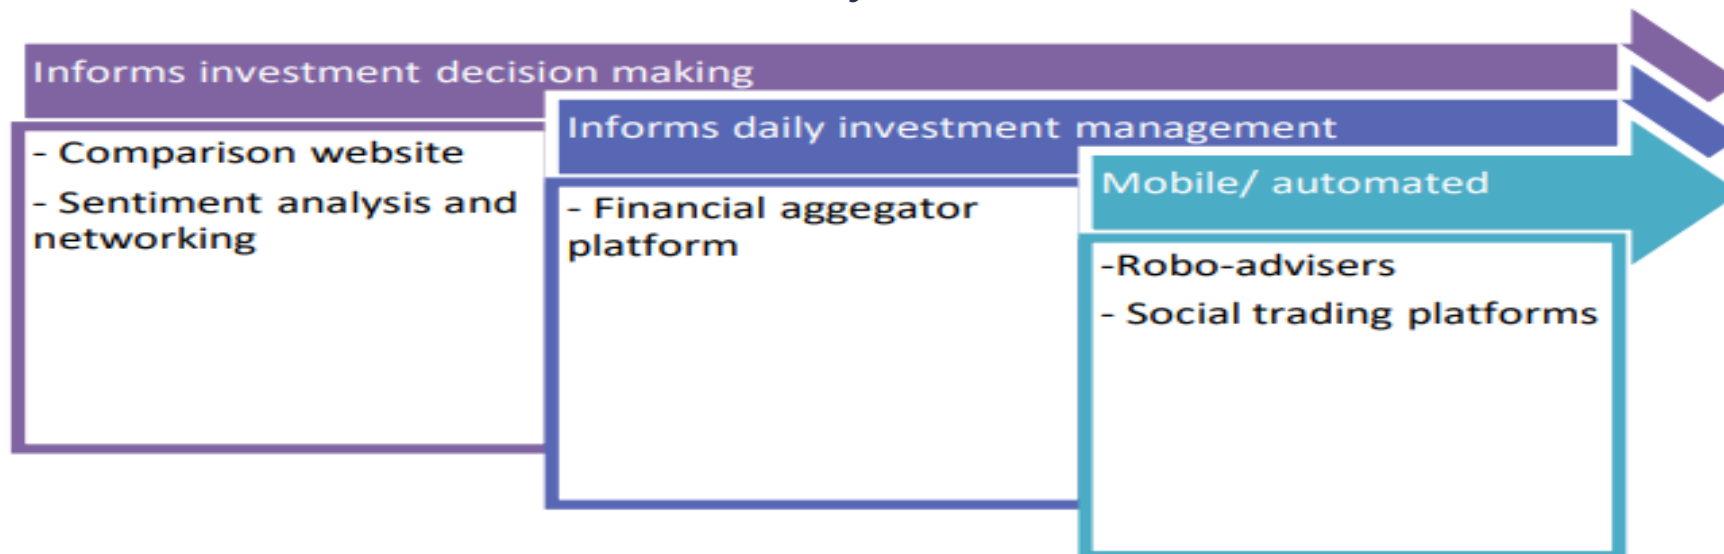 Informs investment decision making
- Comparison website
- Sentiment analysis and
networking
Informs daily investment management
- Financial aggegator
platform
Mobile/ automated
-Robo-advisers
- Social trading platforms